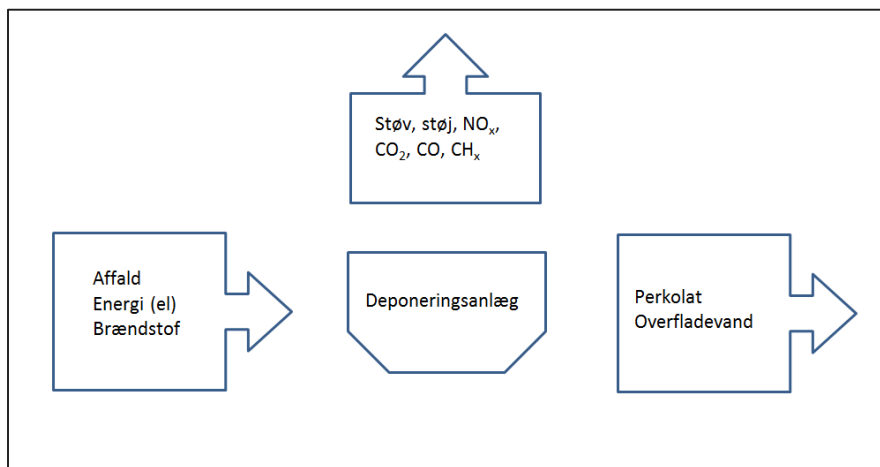 Støv, støj, NOₓ,
CO₂, CO, CHₓ
Affald
Energi (el)
Brændstof
Deponeringsanlæg
Perkolat
Overfladevand